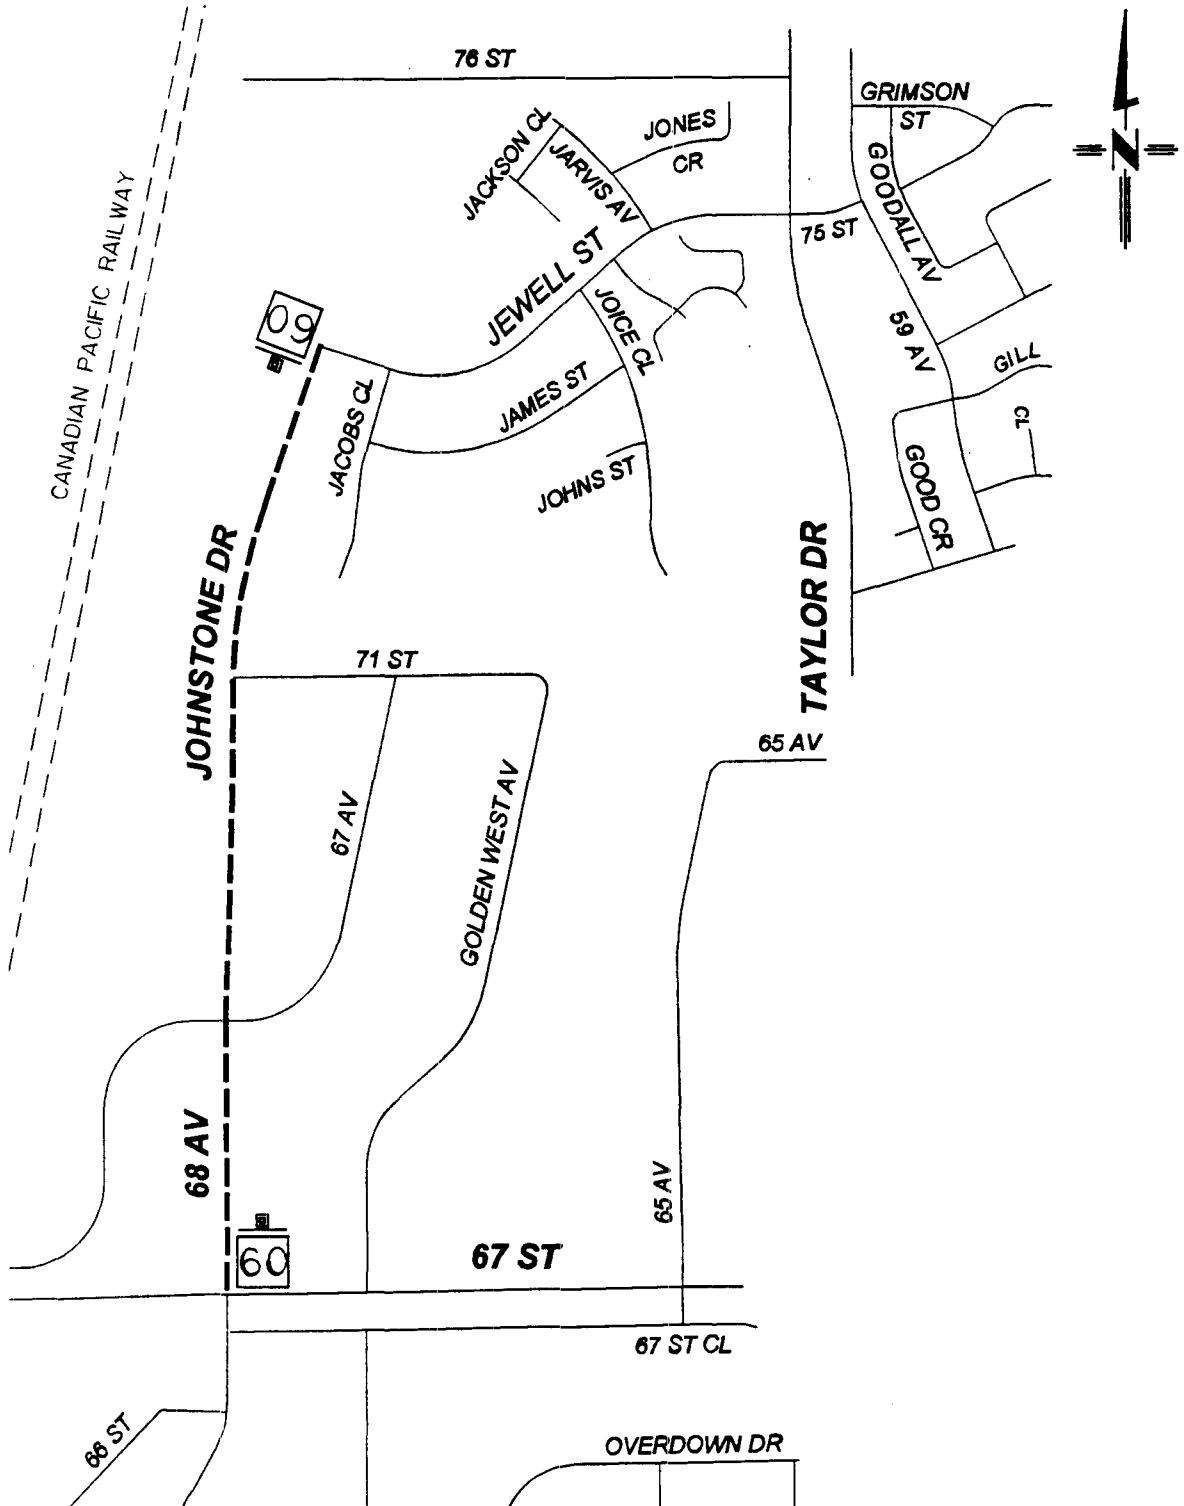 76 ST
GRIMSON
ST
JONES
CR
JACKSON CL
JARVIS AV
GOODALL AV
N
CANADIAN PACIFIC RAILWAY
75 ST
JEWELL ST
60
JOICE CL
59 AV
GILL
CL
JAMES ST
JACOBS CL
JOHNS ST
GOOD CR
JOHNSTONE DR
TAYLOR DR
71 ST
65 AV
67 AV
GOLDEN WEST AV
68 AV
65 AV
60
67 ST
67 ST CL
66 ST
OVERDOWN DR